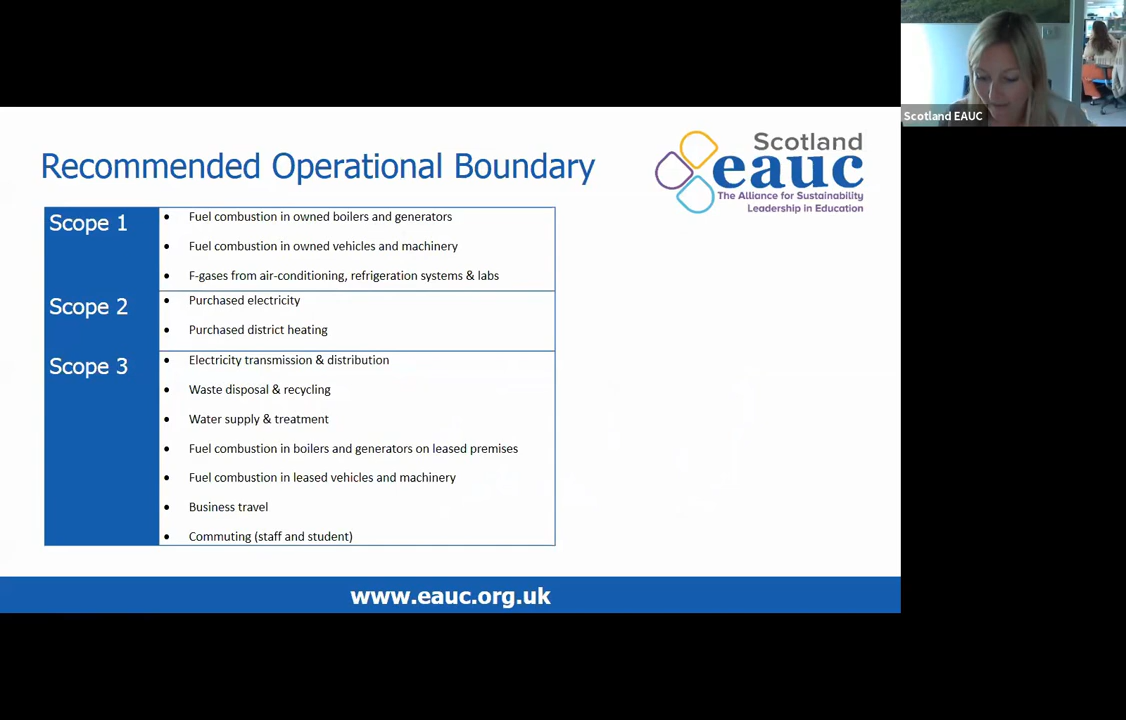 Scotland EAUC
Recommended Operational Boundary
Scotland
eauc
The Alliance for Sustainability
Leadership in Education
Scope 1
• Fuel combustion in owned boilers and generators
• Fuel combustion in owned vehicles and machinery
• F-gases from air-conditioning, refrigeration systems & labs
Scope 2
• Purchased electricity
• Purchased district heating
Scope 3
• Electricity transmission & distribution
• Waste disposal & recycling
• Water supply & treatment
• Fuel combustion in boilers and generators on leased premises
• Fuel combustion in leased vehicles and machinery
• Business travel
• Commuting (staff and student)
www.eauc.org.uk